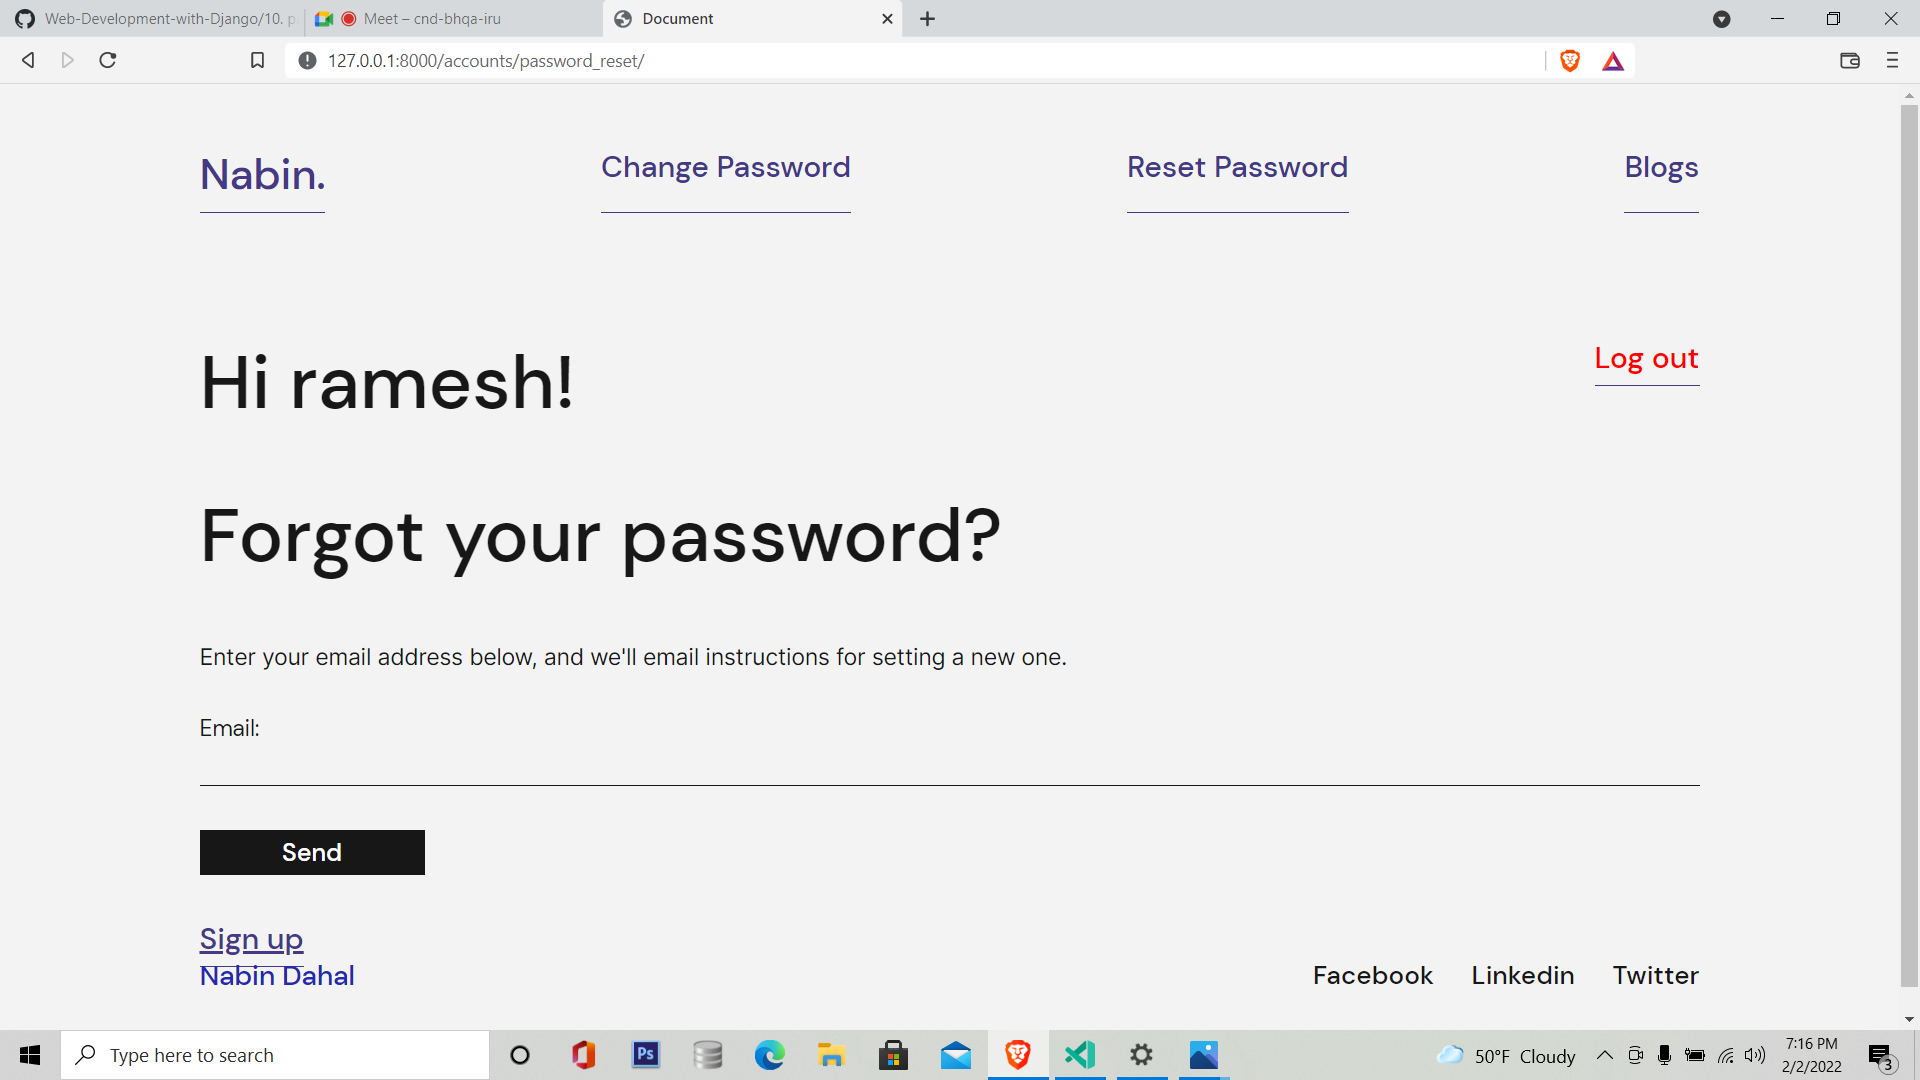 Web-Development-with-Django/10. p
Meet – cnd-bhqa-iru
Document
127.0.0.1:8000/accounts/password_reset/
Nabin.
Change Password
Reset Password
Blogs
Hi ramesh!
Log out
Forgot your password?
Enter your email address below, and we'll email instructions for setting a new one.
Email:
Send
Sign up
Nabin Dahal
Facebook
Linkedin
Twitter
Type here to search
Ps
50°F Cloudy
7:16 PM
2/2/2022
3